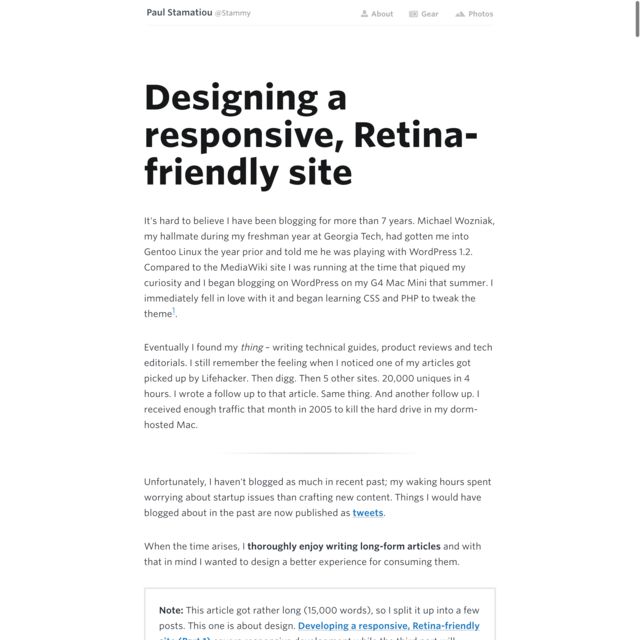 Paul Stamatiou @Stammy
About Gear Photos
Designing a
responsive, Retina-
friendly site
It's hard to believe I have been blogging for more than 7 years. Michael Wozniak,
my hallmate during my freshman year at Georgia Tech, had gotten me into
Gentoo Linux the year prior and told me he was playing with WordPress 1.2.
Compared to the MediaWiki site I was running at the time that piqued my
curiosity and I began blogging on WordPress on my G4 Mac Mini that summer. I
immediately fell in love with it and began learning CSS and PHP to tweak the
theme1.
Eventually I found my thing – writing technical guides, product reviews and tech
editorials. I still remember the feeling when I noticed one of my articles got
picked up by Lifehacker. Then digg. Then 5 other sites. 20,000 uniques in 4
hours. I wrote a follow up to that article. Same thing. And another follow up. I
received enough traffic that month in 2005 to kill the hard drive in my dorm-
hosted Mac.
Unfortunately, I haven't blogged as much in recent past; my waking hours spent
worrying about startup issues than crafting new content. Things I would have
blogged about in the past are now published as tweets.
When the time arises, I thoroughly enjoy writing long-form articles and with
that in mind I wanted to design a better experience for consuming them.
Note: This article got rather long (15,000 words), so I split it up into a few
posts. This one is about design. Developing a responsive, Retina-friendly